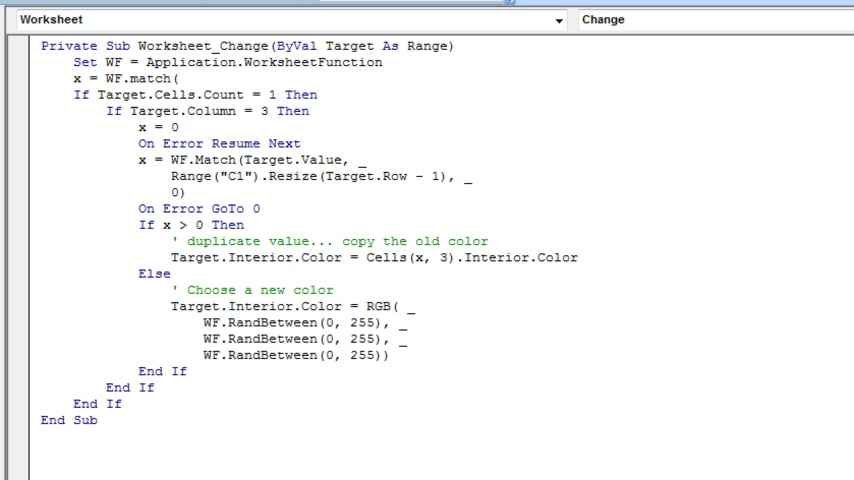 Worksheet
Change
Private Sub Worksheet_Change(ByVal Target As Range)
    Set WF = Application.WorksheetFunction
    x = WF.match(
    If Target.Cells.Count = 1 Then
        If Target.Column = 3 Then
            x = 0
            On Error Resume Next
            x = WF.Match(Target.Value, _
                Range("C1").Resize(Target.Row - 1), _
                0)
            On Error GoTo 0
            If x > 0 Then
                ' duplicate value... copy the old color
                Target.Interior.Color = Cells(x, 3).Interior.Color
            Else
                ' Choose a new color
                Target.Interior.Color = RGB( _
                    WF.RandBetween(0, 255), _
                    WF.RandBetween(0, 255), _
                    WF.RandBetween(0, 255))
            End If
        End If
    End If
End Sub